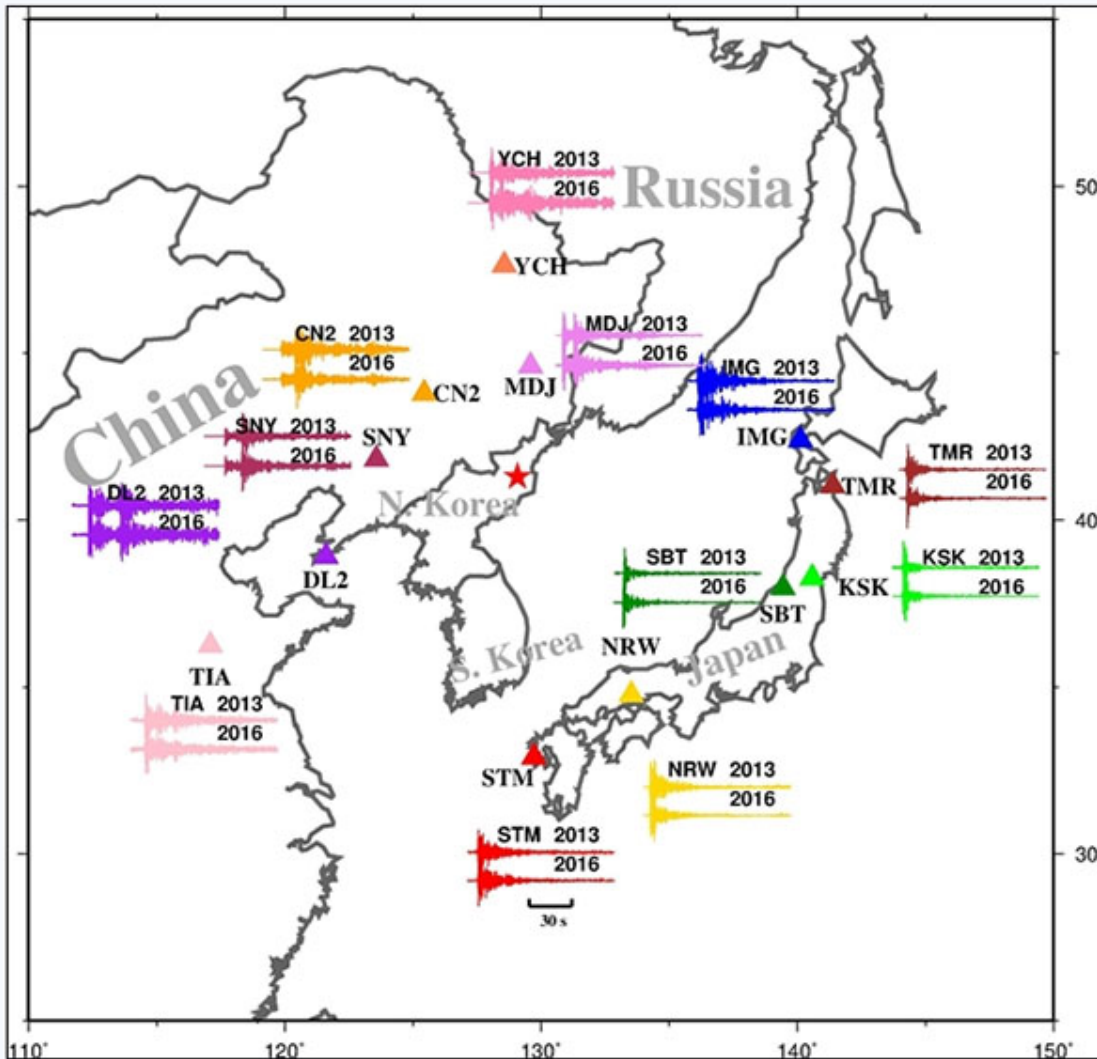 YCH 2013
2016
Russia
50
YCH
CN2 2013
2016
MDJ 2013
2016
China
CN2
MDJ
IMG 2013
2016
SNY 2013
2016
SNY
IMG
TMR 2013
2016
TMR
DL2 2013
2016
N. Korea
40
DL2
SBT 2013
2016
KSK 2013
2016
KSK
SBT
NRW
S. Korea
Japan
TIA
TIA 2013
2016
STM
NRW 2013
2016
STM 2013
2016
30
30 s
110°
120°
130°
140°
150°